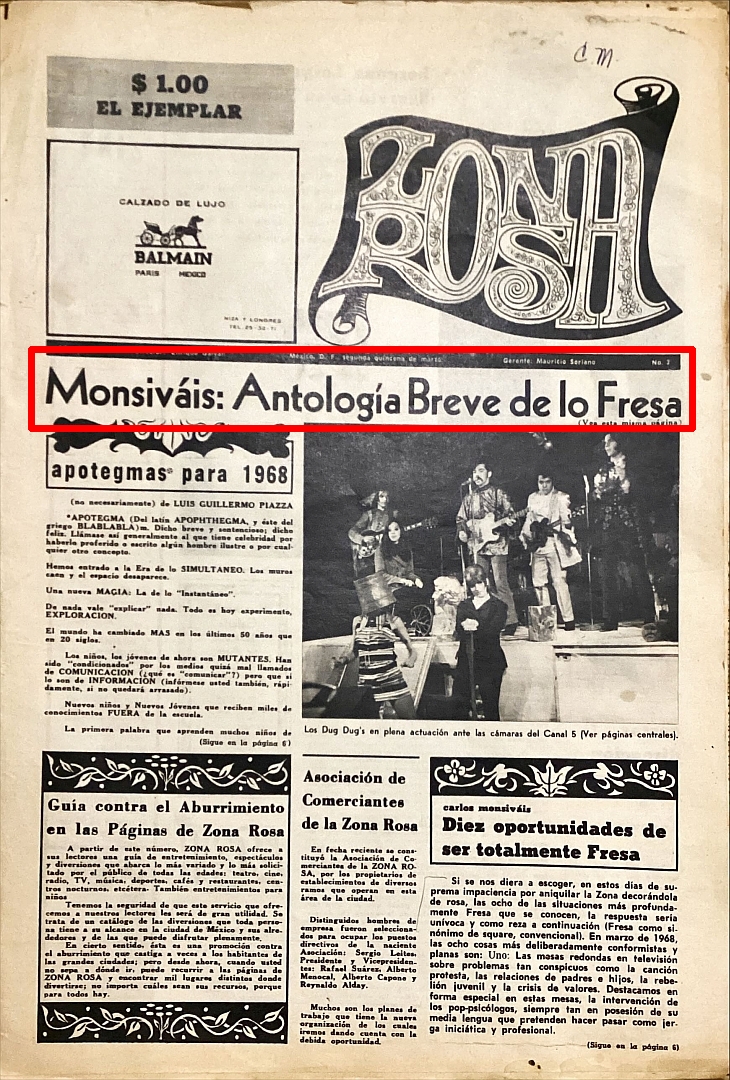 C.M.
$ 1.00
EL EJEMPLAR
CALZADO DE LUJO
BALMAIN
PARIS MEXICO
NIZA Y LONDRES
TEL. 25-32-71
ZONA
ROSA
México, D. F., segunda quincena de marzo
Gerente: Mauricio Soriano
No. 7
Monsiváis: Antología Breve de lo Fresa
(Vea esta misma página)
apotegmas* para 1968
(no necesariamente) de LUIS GUILLERMO PIAZZA
*APOTEGMA (Del latín APOPHTHEGMA, y éste del
griego BLABLABLA)m. Dicho breve y sentencioso; dicho
feliz. Llámase así generalmente al que tiene celebridad por
haberlo proferido o escrito algún hombre ilustre o por cual-
quier otro concepto.
Hemos entrado a la Era de lo SIMULTANEO. Los muros
caen y el espacio desaparece.
Una nueva MAGIA: La de lo "Instantáneo".
De nada vale "explicar" nada. Todo es hoy experimento,
EXPLORACION.
El mundo ha cambiado MAS en los últimos 50 años que
en 20 siglos.
Los niños, los jóvenes de ahora son MUTANTES. Han
sido "condicionados" por los medios quizá mal llamados
de COMUNICACION (¿qué es "comunicar"?) pero que sí
lo son de INFORMACION (infórmese usted también, rápi-
damente, si no quedará arrasado).
Nuevos niños y Nuevos Jóvenes que reciben miles de
conocimientos FUERA de la escuela.
La primera palabra que aprenden muchos niños de
(Sigue en la página 6)
Los Dug Dug's en plena actuación ante las cámaras del Canal 5 (Ver páginas centrales).
Guía contra el Aburrimiento
en las Páginas de Zona Rosa
A partir de este número, ZONA ROSA ofrece a
sus lectores una guía de entretenimiento, espectáculos
y diversiones que abarca lo más variado y lo más solici-
tado por el público de todas las edades: teatro, cine,
radio, TV, música, deportes, cafés y restaurantes, cen-
tros nocturnos, etcétera. También entretenimientos para
niños
Tenemos la seguridad de que este servicio que ofre-
cemos a nuestros lectores les será de gran utilidad. Se
trata de un catálogo de las diversiones que toda perso-
na tiene a su alcance en la ciudad de México y sus alre-
dedores y de las que puede disfrutar plenamente.
En cierto sentido, ésta es una promoción contra
el aburrimiento que castiga a veces a los habitantes de
las grandes ciudades; pero desde ahora, cuando usted
no sepa a dónde ir, puede recurrir a las páginas de
ZONA ROSA y encontrar mil lugares distintos donde
divertirse; no importa cuáles sean sus recursos, porque
para todos hay.
Asociación de
Comerciantes
de la Zona Rosa
En fecha reciente se cons-
tituyó la Asociación de Co-
merciantes de la ZONA RO-
SA, por los propietarios de
establecimientos de diversos
ramos que operan en esta
área de la ciudad.
Distinguidos hombres de
empresa fueron selecciona-
dos para ocupar los puestos
directivos de la naciente
Asociación: Sergio Leites,
Presidente y Vicepresiden-
tes: Rafael Suárez, Alberto
Menocal, Alberto Capone y
Reynaldo Alday.
Muchos son los planes de
trabajo que tiene la nueva
organización de los cuales
iremos dando cuenta con la
debida oportunidad.
carlos monsiváis
Diez oportunidades de
ser totalmente Fresa
Si se nos diera a escoger, en estos días de su-
prema impaciencia por aniquilar la Zona decorándola
de rosa, las ocho de las situaciones más profunda-
mente Fresa que se conocen, la respuesta sería
unívoca y como reza a continuación (Fresa como si-
nónimo de square, convencional). En marzo de 1968,
las ocho cosas más deliberadamente conformistas y
planas son: Uno: Las masas redondas en televisión
sobre problemas tan conspicuos como la canción
protesta, las relaciones de padres e hijos, la rebe-
lión juvenil y la crisis de valores. Destacamos en
forma especial en estas mesas, la intervención de
los pop-psicólogos, siempre tan en posesión de su
media lengua que pretenden hacer pasar como jer-
ga iniciática y profesional.
(Sigue en la página 6)